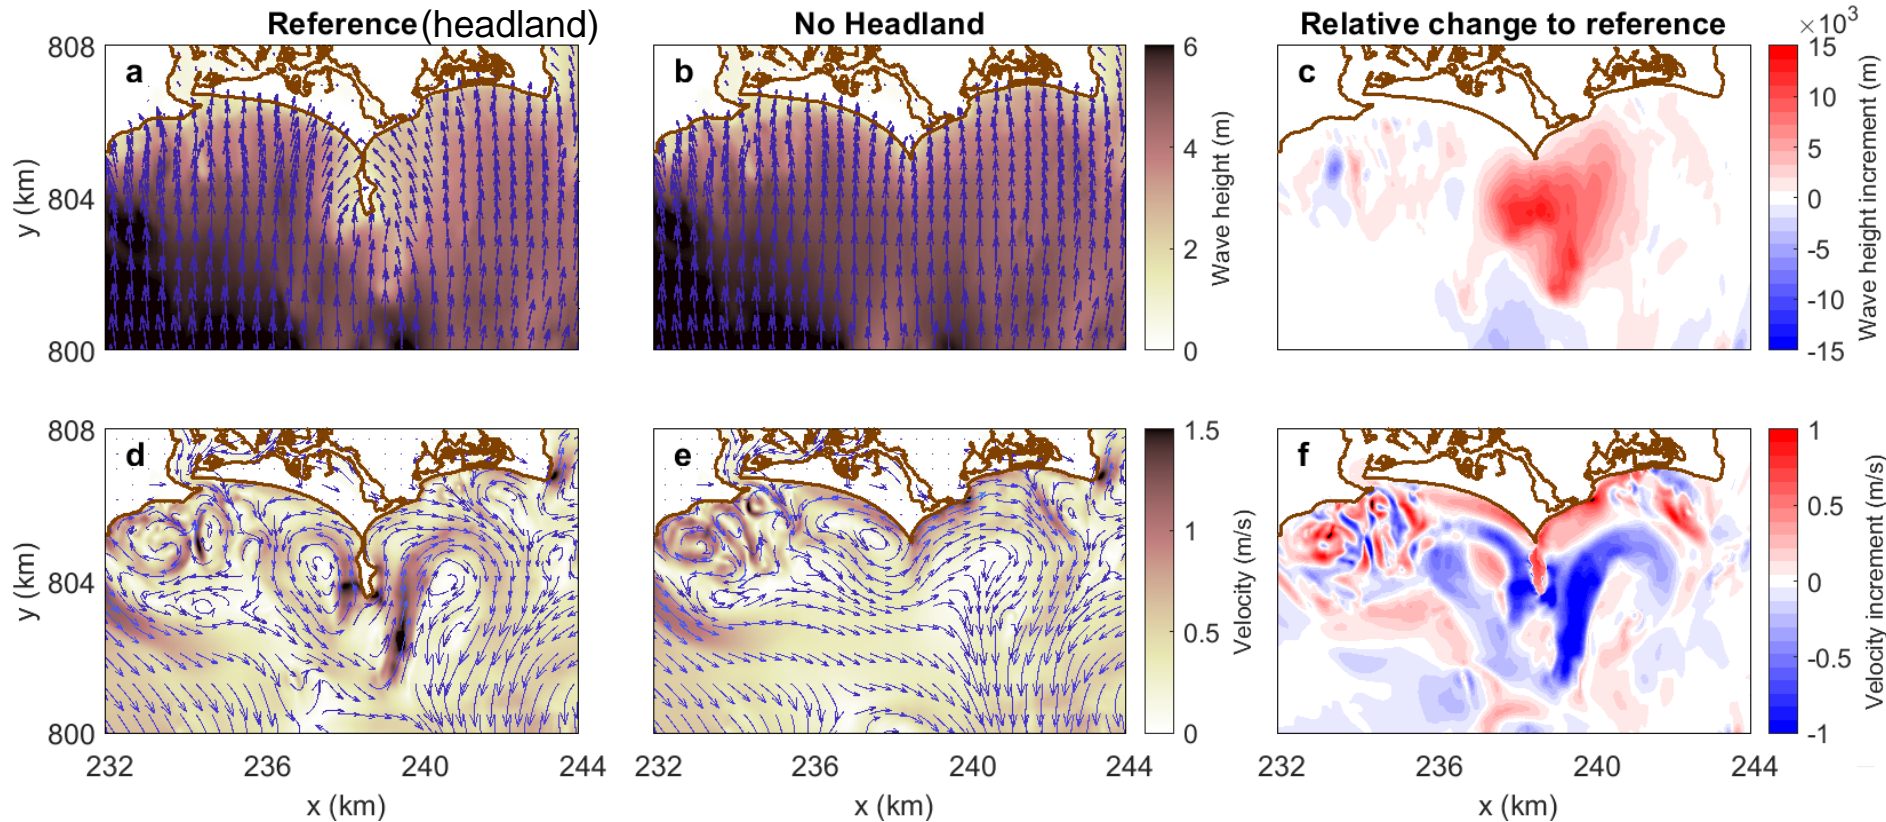 Reference (headland)
No Headland
Relative change to reference
×10³
a
b
c
808
804
800
y (km)
6
4
2
0
Wave height (m)
15
10
5
0
-5
-10
-15
Wave height increment (m)
d
e
f
808
804
800
y (km)
1.5
1
0.5
0
Velocity (m/s)
1
0.5
0
-0.5
-1
Velocity increment (m/s)
232 236 240 244
232 236 240 244
232 236 240 244
x (km)
x (km)
x (km)